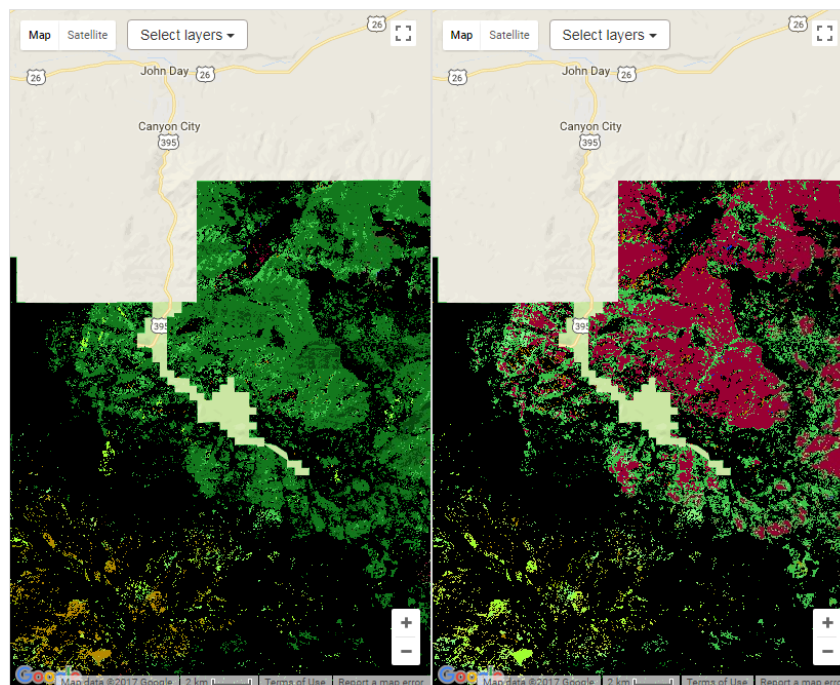 Map Satellite Select layers
26
John Day
26
26
Canyon City
395
395
Google Map data ©2017 Google 2 km Terms of Use Report a map error
Map Satellite Select layers
26
John Day
26
26
Canyon City
395
395
Google Map data ©2017 Google 2 km Terms of Use Report a map error